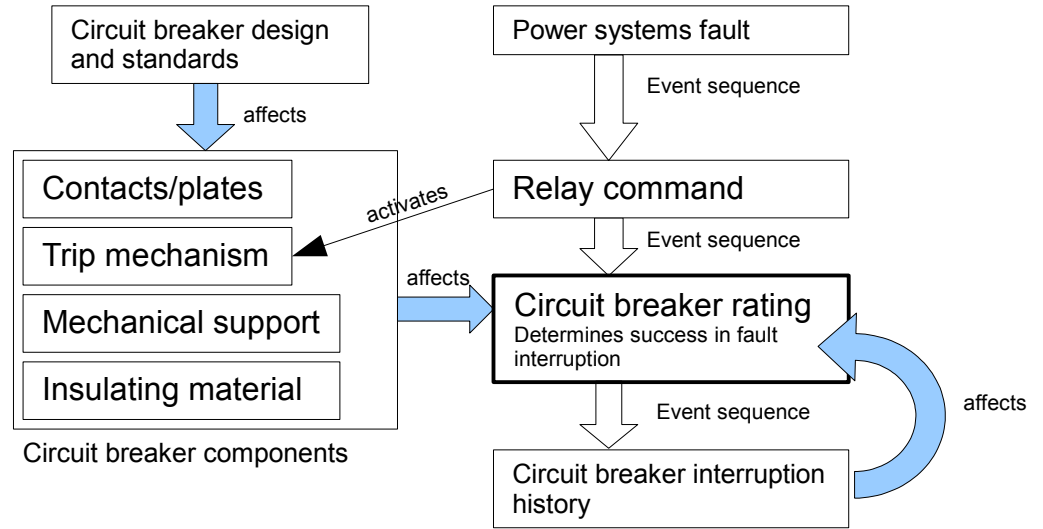 Circuit breaker design
and standards
affects
Contacts/plates
Trip mechanism
Mechanical support
Insulating material
Circuit breaker components
activates
affects
Power systems fault
Event sequence
Relay command
Event sequence
Circuit breaker rating
Determines success in fault
interruption
Event sequence
affects
Circuit breaker interruption
history